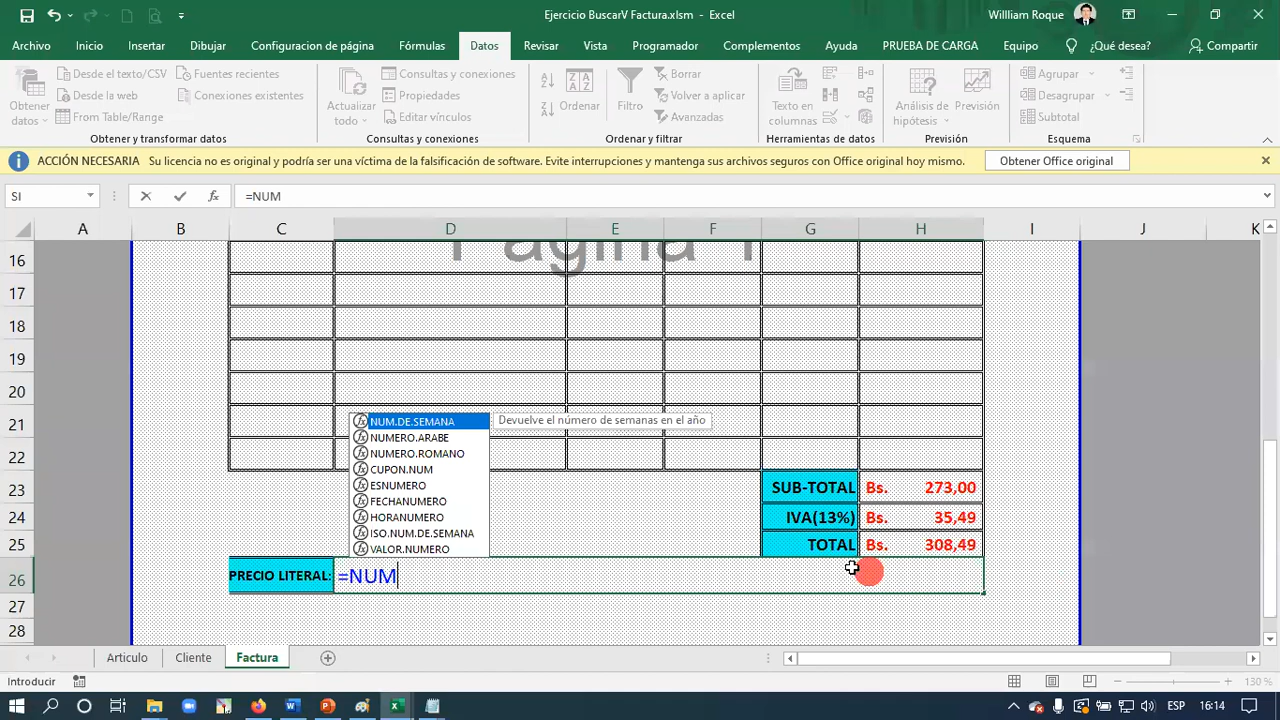 Ejercicio BuscarV Factura.xlsm - Excel
Willliam Roque
Archivo Inicio Insertar Dibujar Configuracion de página Fórmulas Datos Revisar Vista Programador Complementos Ayuda PRUEBA DE CARGA Equipo ¿Qué desea? Compartir
Desde el texto/CSV Fuentes recientes
Desde la web Conexiones existentes
From Table/Range
Obtener datos
Obtener y transformar datos
Actualizar todo
Consultas y conexiones
Propiedades
Editar vínculos
Consultas y conexiones
Ordenar
Filtro
Borrar
Volver a aplicar
Avanzadas
Ordenar y filtrar
Texto en columnas
Herramientas de datos
Análisis de hipótesis
Previsión
Previsión
Agrupar
Desagrupar
Subtotal
Esquema
ACCIÓN NECESARIA Su licencia no es original y podría ser una víctima de la falsificación de software. Evite interrupciones y mantenga sus archivos seguros con Office original hoy mismo. Obtener Office original
SI fx =NUM
A B C D E F G H I J K
Página 1
16
17
18
19
20
21
22
NUM.DE.SEMANA Devuelve el número de semanas en el año
NUMERO.ARABE
NUMERO.ROMANO
CUPON.NUM
ESNUMERO
FECHANUMERO
HORANUMERO
ISO.NUM.DE.SEMANA
VALOR.NUMERO
23 SUB-TOTAL Bs. 273,00
24 IVA(13%) Bs. 35,49
25 TOTAL Bs. 308,49
26 PRECIO LITERAL: =NUM
27
28
Articulo Cliente Factura
Introducir 130 %
ESP 16:14